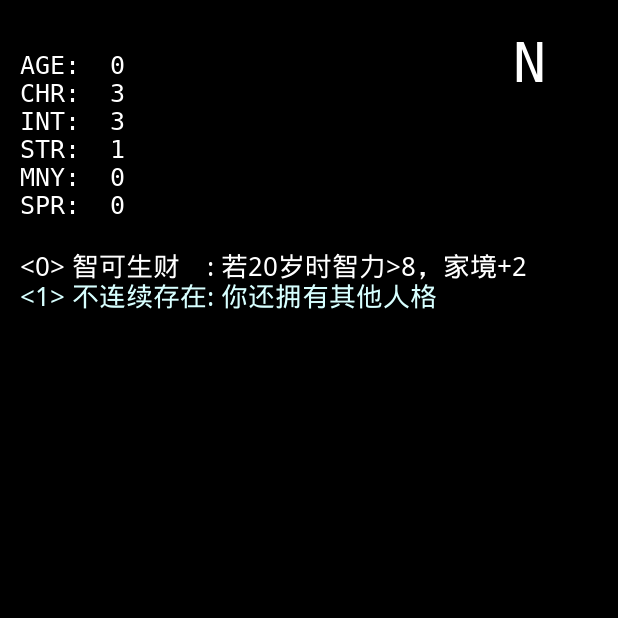 N
AGE: 0
CHR: 3
INT: 3
STR: 1
MNY: 0
SPR: 0
<0> 智可生财 : 若20岁时智力>8，家境+2
<1> 不连续存在: 你还拥有其他人格